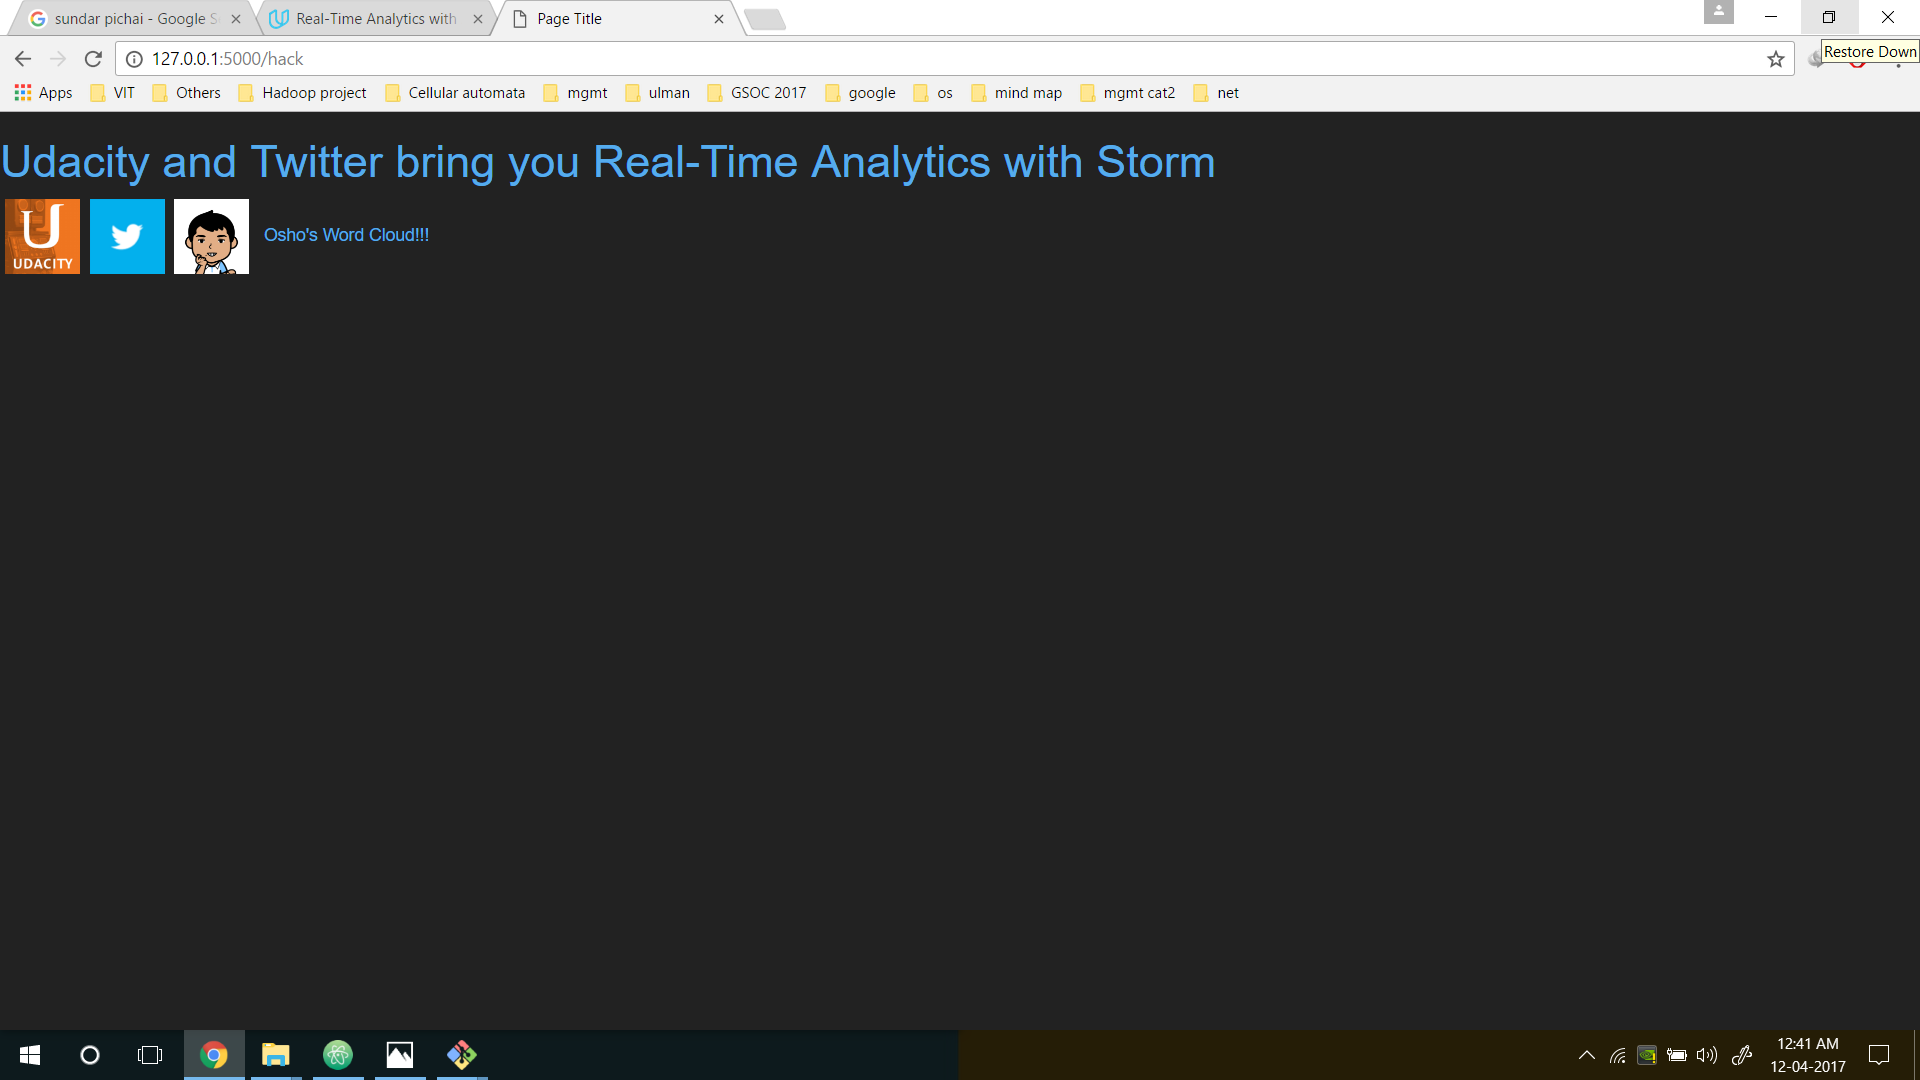 sundar pichai - Google S
Real-Time Analytics with
Page Title
127.0.0.1:5000/hack
Restore Down
Apps VIT Others Hadoop project Cellular automata mgmt ulman GSOC 2017 google os mind map mgmt cat2 net
Udacity and Twitter bring you Real-Time Analytics with Storm
U
UDACITY
Osho's Word Cloud!!!
12:41 AM
12-04-2017